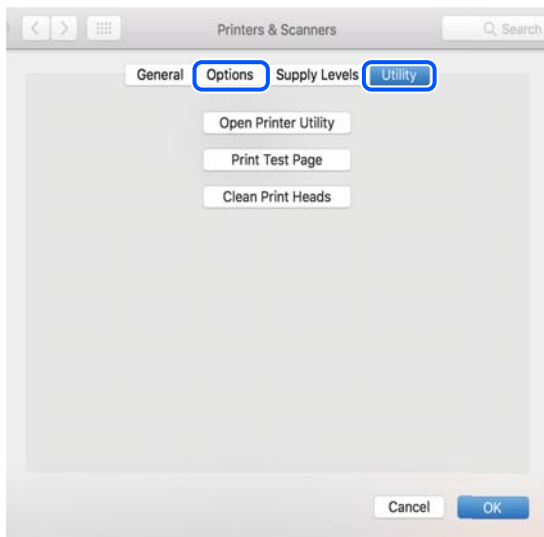 Printers & Scanners Search
General Options Supply Levels Utility
Open Printer Utility
Print Test Page
Clean Print Heads
Cancel OK